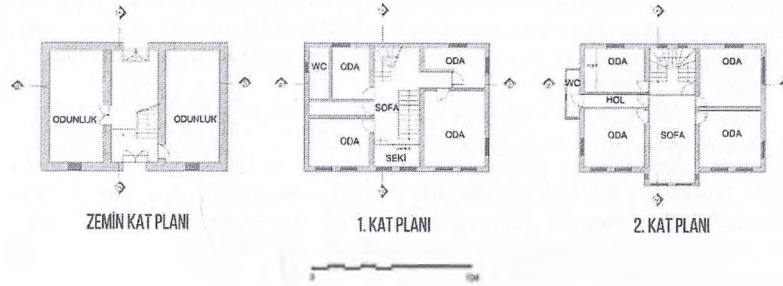 ODUNLUK
ODUNLUK
ZEMİN KAT PLANI
WC
ODA
ODA
SOFA
ODA
ODA
SEKİ
1. KAT PLANI
WC
ODA
ODA
HOL
ODA
SOFA
ODA
2. KAT PLANI
0